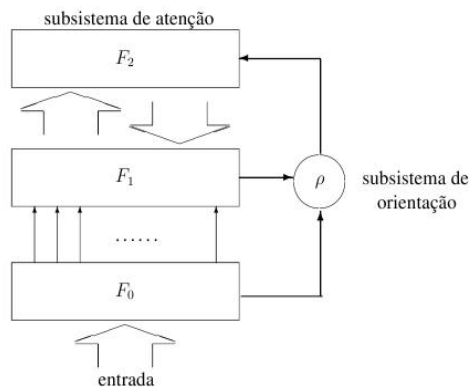 subsistema de atenção
F₂
F₁
ρ
subsistema de
orientação
......
F₀
entrada